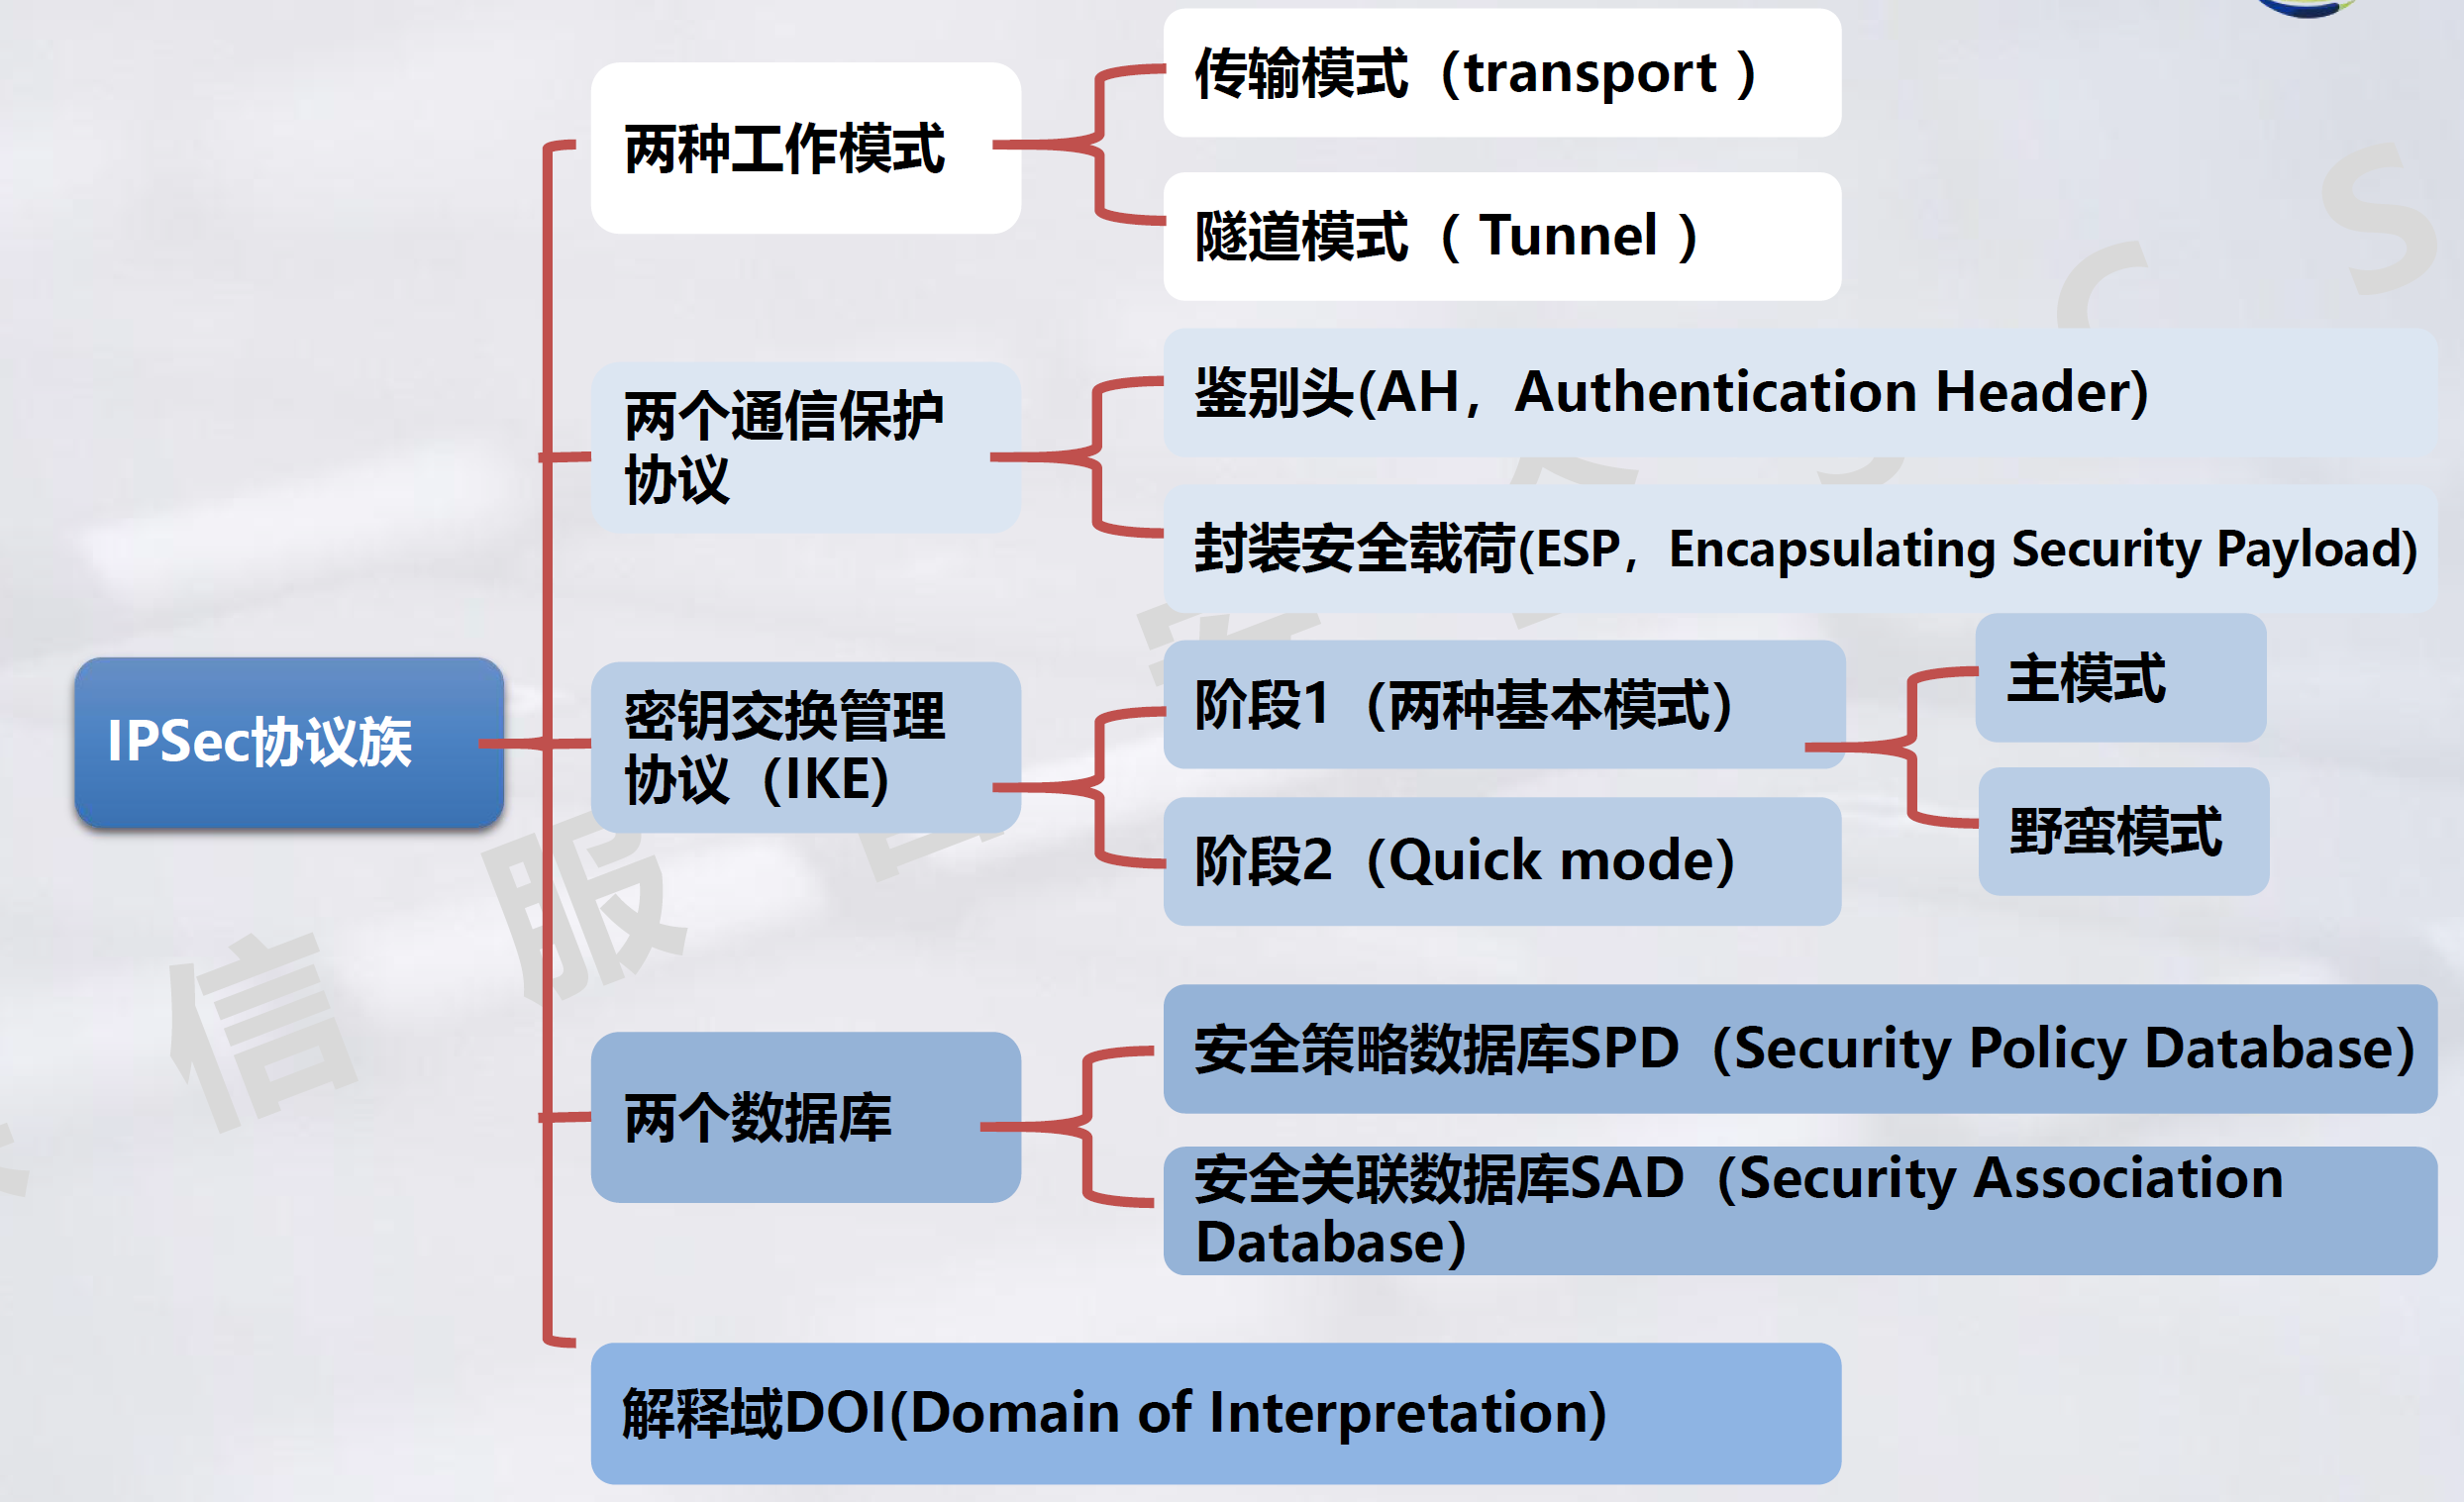 两种工作模式
传输模式（transport ）
隧道模式（ Tunnel ）
两个通信保护
协议
鉴别头(AH，Authentication Header)
封装安全载荷(ESP，Encapsulating Security Payload)
IPSec协议族
密钥交换管理
协议（IKE)
阶段1（两种基本模式）
主模式
野蛮模式
阶段2（Quick mode）
两个数据库
安全策略数据库SPD（Security Policy Database）
安全关联数据库SAD（Security Association
Database）
解释域DOI(Domain of Interpretation)
信服